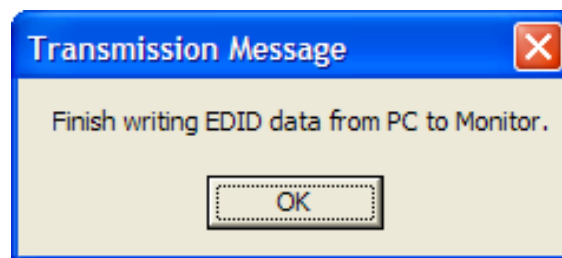 Transmission Message
Finish writing EDID data from PC to Monitor.
OK